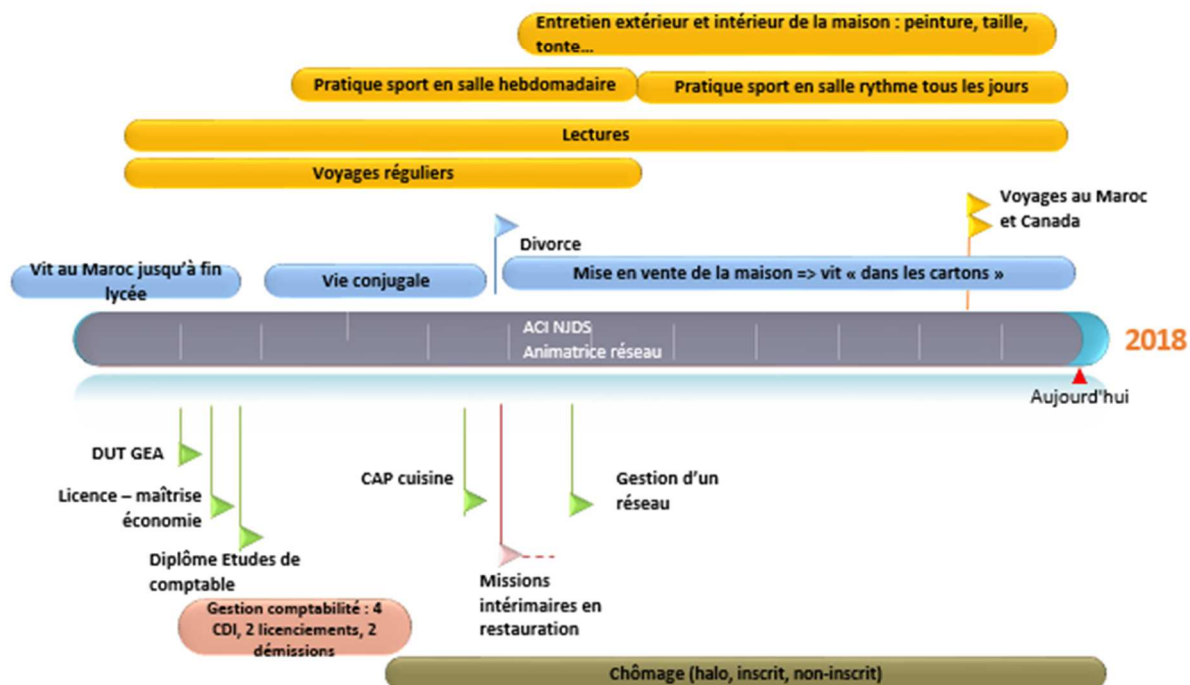 Entretien extérieur et intérieur de la maison : peinture, taille,
tonte...
Pratique sport en salle hebdomadaire
Pratique sport en salle rythme tous les jours
Lectures
Voyages réguliers
Voyages au Maroc
et Canada
Divorce
Vit au Maroc jusqu'à fin
lycée
Vie conjugale
Mise en vente de la maison => vit « dans les cartons »
ACI NJDS
Animatrice réseau
2018
Aujourd'hui
DUT GEA
Licence – maîtrise
économie
Diplôme Etudes de
comptable
CAP cuisine
Gestion d'un
réseau
Missions
intérimaires en
restauration
Gestion comptabilité : 4
CDI, 2 licenciements, 2
démissions
Chômage (halo, inscrit, non-inscrit)